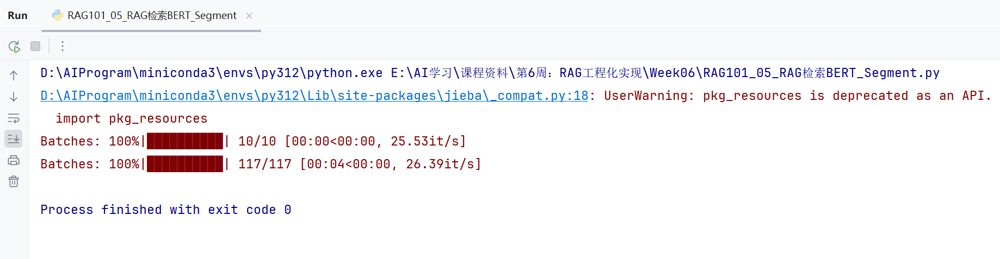 Run RAG101_05_RAG检索BERT_Segment
D:\AIProgram\miniconda3\envs\py312\python.exe E:\AI学习\课程资料\第6周：RAG工程化实现\Week06\RAG101_05_RAG检索BERT_Segment.py
D:\AIProgram\miniconda3\envs\py312\Lib\site-packages\jieba\_compat.py:18: UserWarning: pkg_resources is deprecated as an API.
import pkg_resources
Batches: 100%|██████████| 10/10 [00:00<00:00, 25.53it/s]
Batches: 100%|██████████| 117/117 [00:04<00:00, 26.39it/s]
Process finished with exit code 0